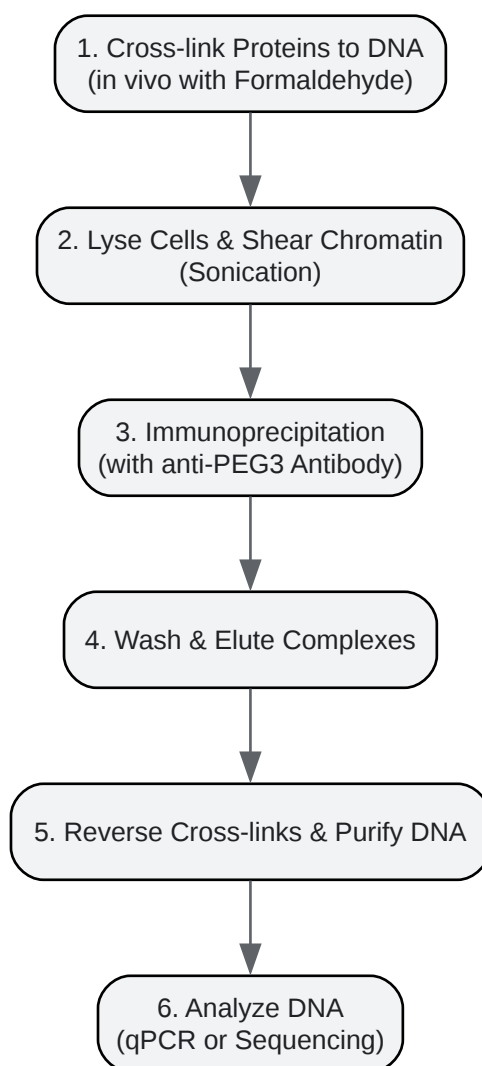 1. Cross-link Proteins to DNA
(in vivo with Formaldehyde)
2. Lyse Cells & Shear Chromatin
(Sonication)
3. Immunoprecipitation
(with anti-PEG3 Antibody)
4. Wash & Elute Complexes
5. Reverse Cross-links & Purify DNA
6. Analyze DNA
(qPCR or Sequencing)